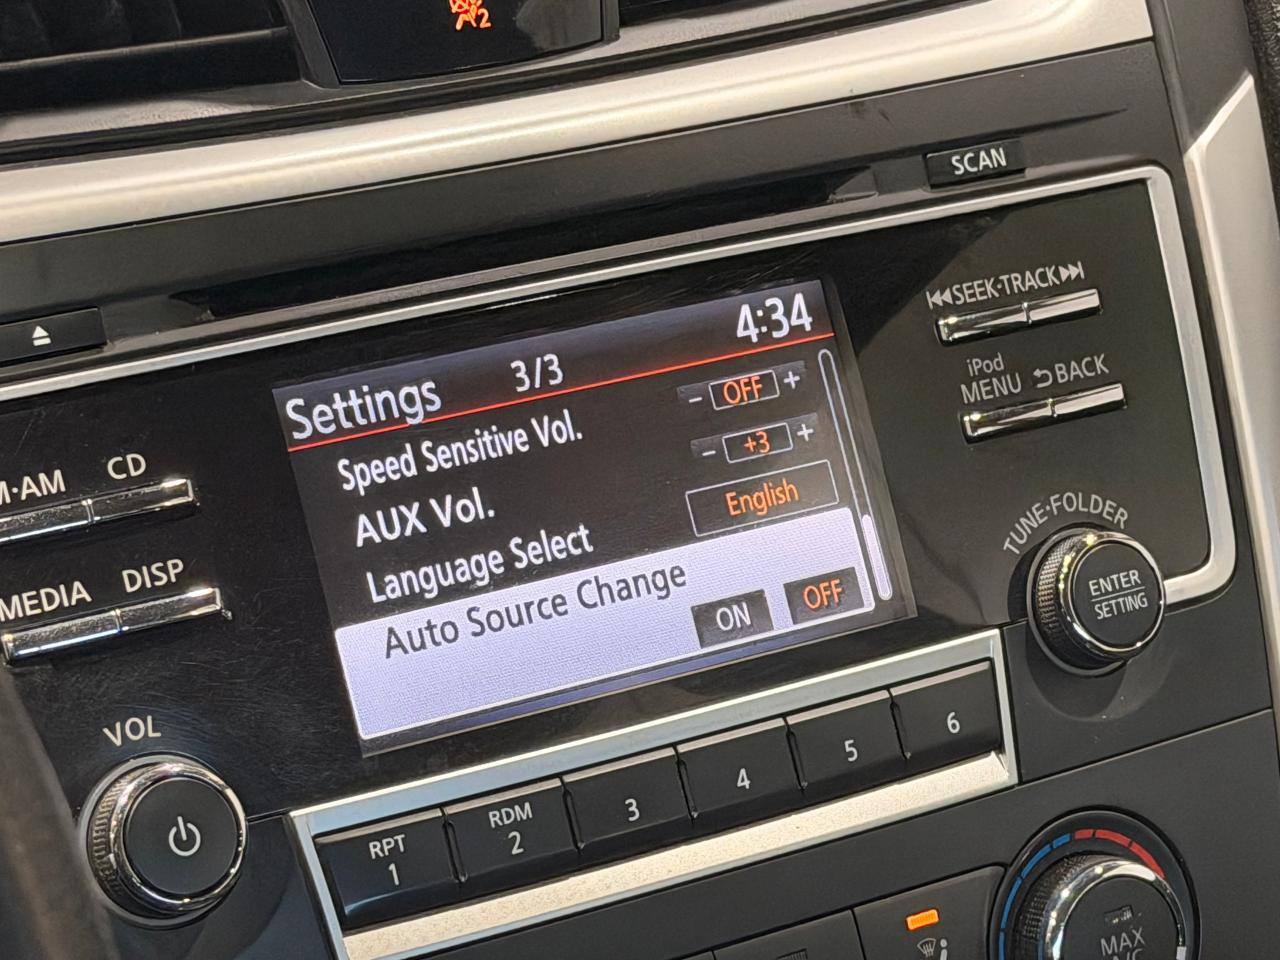 2
SCAN
SEEK·TRACK
iPod
MENU
BACK
4:34
Settings 3/3
Speed Sensitive Vol. - OFF +
AUX Vol. - +3 +
Language Select English
Auto Source Change
ON OFF
M·AM CD
MEDIA DISP
VOL
TUNE·FOLDER
ENTER
SETTING
RPT
1
RDM
2
3
4
5
6
MAX
A/C